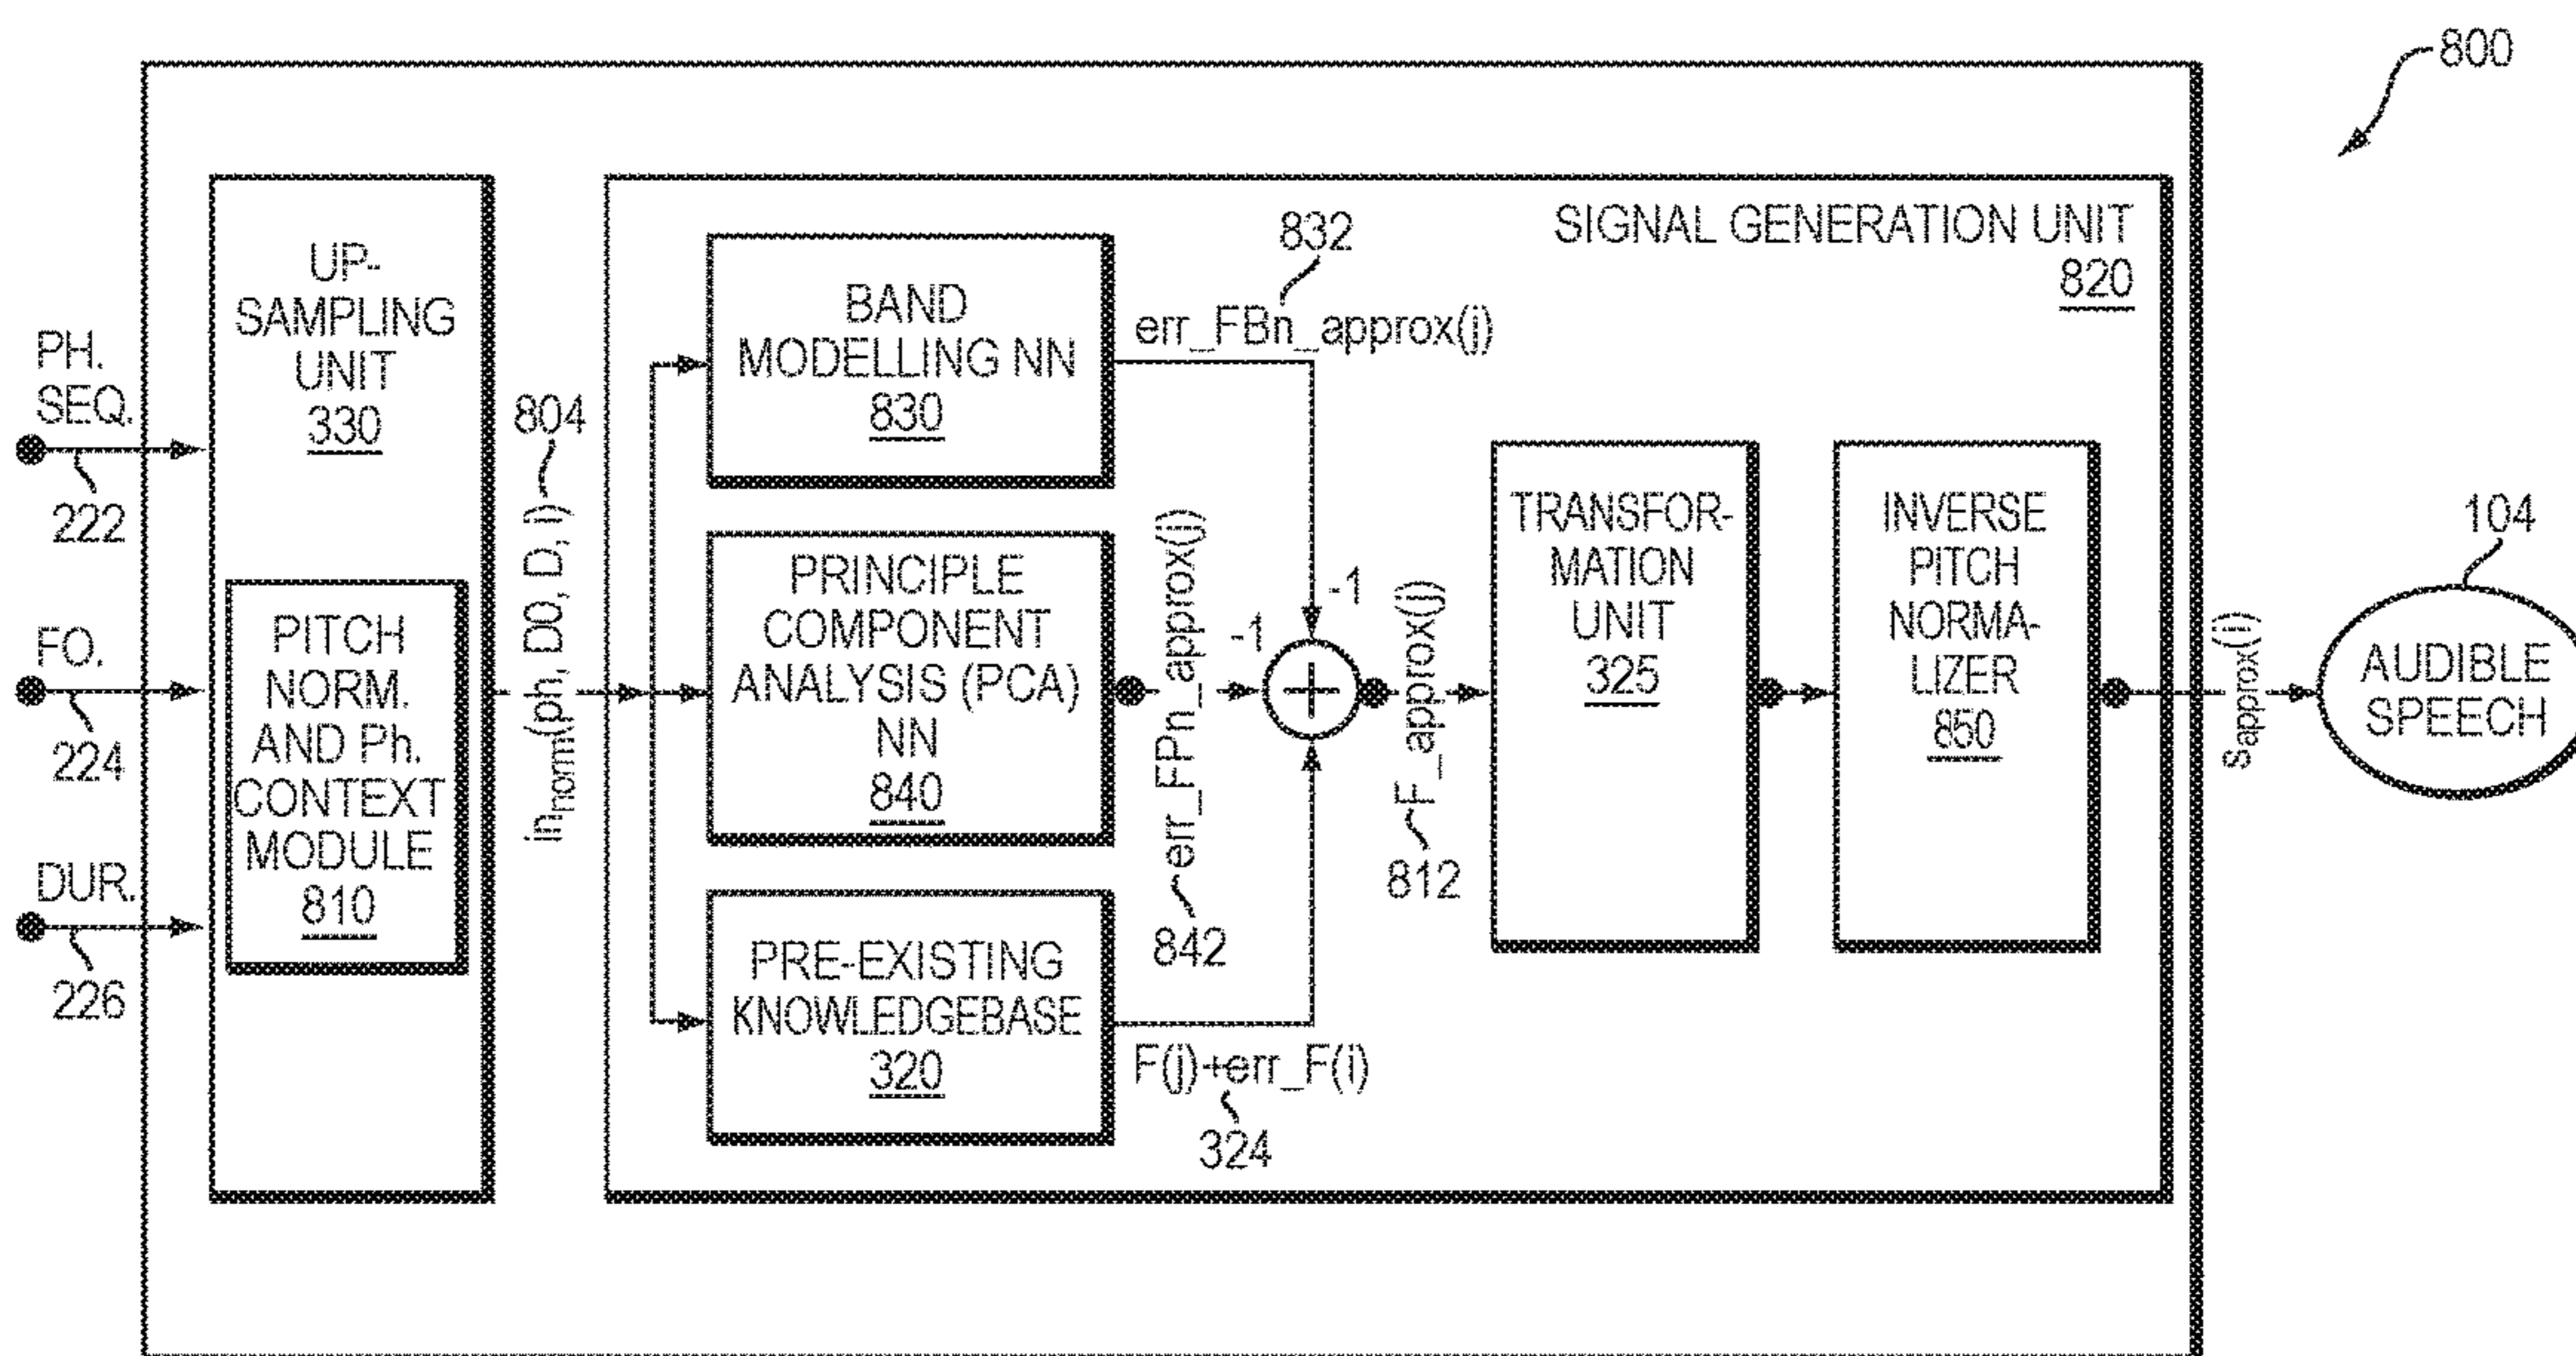 800
SIGNAL GENERATION UNIT
820
UP-
SAMPLING
UNIT
330
PH.
SEQ.
222
FO.
224
DUR.
226
PITCH
NORM.
AND Ph.
CONTEXT
MODULE
810
804
in_norm(ph, D0, D, i)
BAND
MODELLING NN
830
832
err_FBn_approx(j)
PRINCIPLE
COMPONENT
ANALYSIS (PCA)
NN
840
err_FPn_approx(j)
842
-1
-1
PRE-EXISTING
KNOWLEDGEBASE
320
F(j)+err_F(i)
324
+
F_approx(j)
812
TRANSFOR-
MATION
UNIT
325
INVERSE
PITCH
NORMA-
LIZER
850
s_approx(i)
104
AUDIBLE
SPEECH